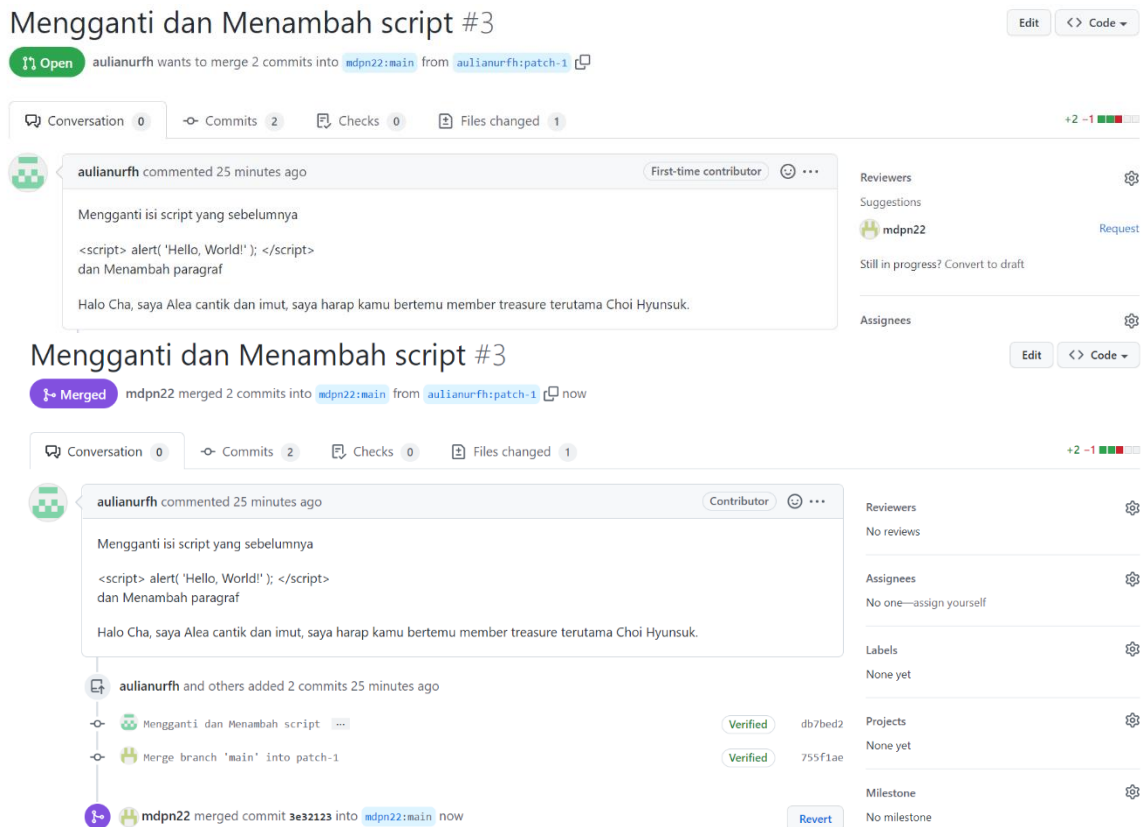 Mengganti dan Menambah script #3
Edit
<> Code
Open
aulianurfh wants to merge 2 commits into mdpn22:main from aulianurfh:patch-1
Conversation 0
Commits 2
Checks 0
Files changed 1
+2 −1
aulianurfh commented 25 minutes ago
First-time contributor
Mengganti isi script yang sebelumnya
<script> alert( 'Hello, World!' ); </script>
dan Menambah paragraf
Halo Cha, saya Alea cantik dan imut, saya harap kamu bertemu member treasure terutama Choi Hyunsuk.
Reviewers
Suggestions
mdpn22
Request
Still in progress? Convert to draft
Assignees
Mengganti dan Menambah script #3
Edit
<> Code
Merged
mdpn22 merged 2 commits into mdpn22:main from aulianurfh:patch-1 now
Conversation 0
Commits 2
Checks 0
Files changed 1
+2 −1
aulianurfh commented 25 minutes ago
Contributor
Mengganti isi script yang sebelumnya
<script> alert( 'Hello, World!' ); </script>
dan Menambah paragraf
Halo Cha, saya Alea cantik dan imut, saya harap kamu bertemu member treasure terutama Choi Hyunsuk.
aulianurfh and others added 2 commits 25 minutes ago
Mengganti dan Menambah script ...
Verified
db7bed2
Merge branch 'main' into patch-1
Verified
755f1ae
mdpn22 merged commit 3e32123 into mdpn22:main now
Revert
Reviewers
No reviews
Assignees
No one—assign yourself
Labels
None yet
Projects
None yet
Milestone
No milestone